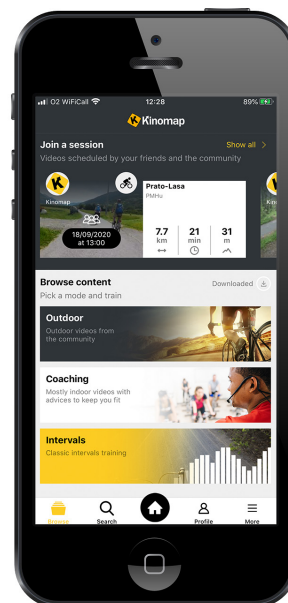 O2 WiFiCall 12:28 89%
Kinomap
Join a session Show all >
Videos scheduled by your friends and the community
Kinomap
18/09/2020
at 13:00
Prato-Lasa
PMHz
7.7 21 31
km min m
Browse content Downloaded
Pick a mode and train
Outdoor
Outdoor videos from
the community
Coaching
Mostly indoor videos with
advices to keep you fit
Intervals
Classic intervals training
Browse Search Profile More